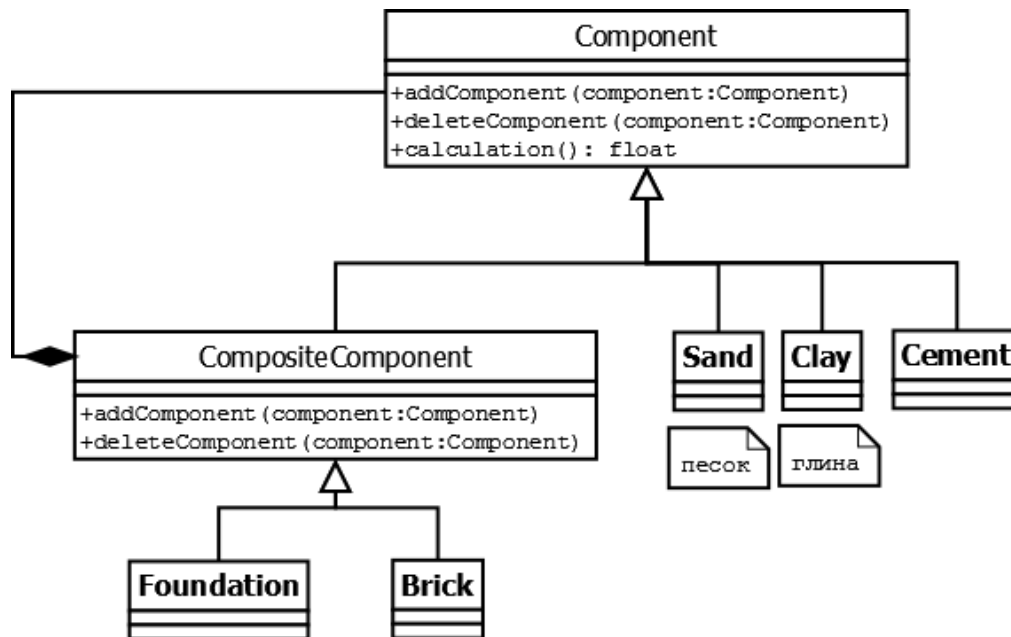 Component
+addComponent(component:Component)
+deleteComponent(component:Component)
+calculation(): float
CompositeComponent
+addComponent(component:Component)
+deleteComponent(component:Component)
Sand
Clay
Cement
песок
глина
Foundation
Brick